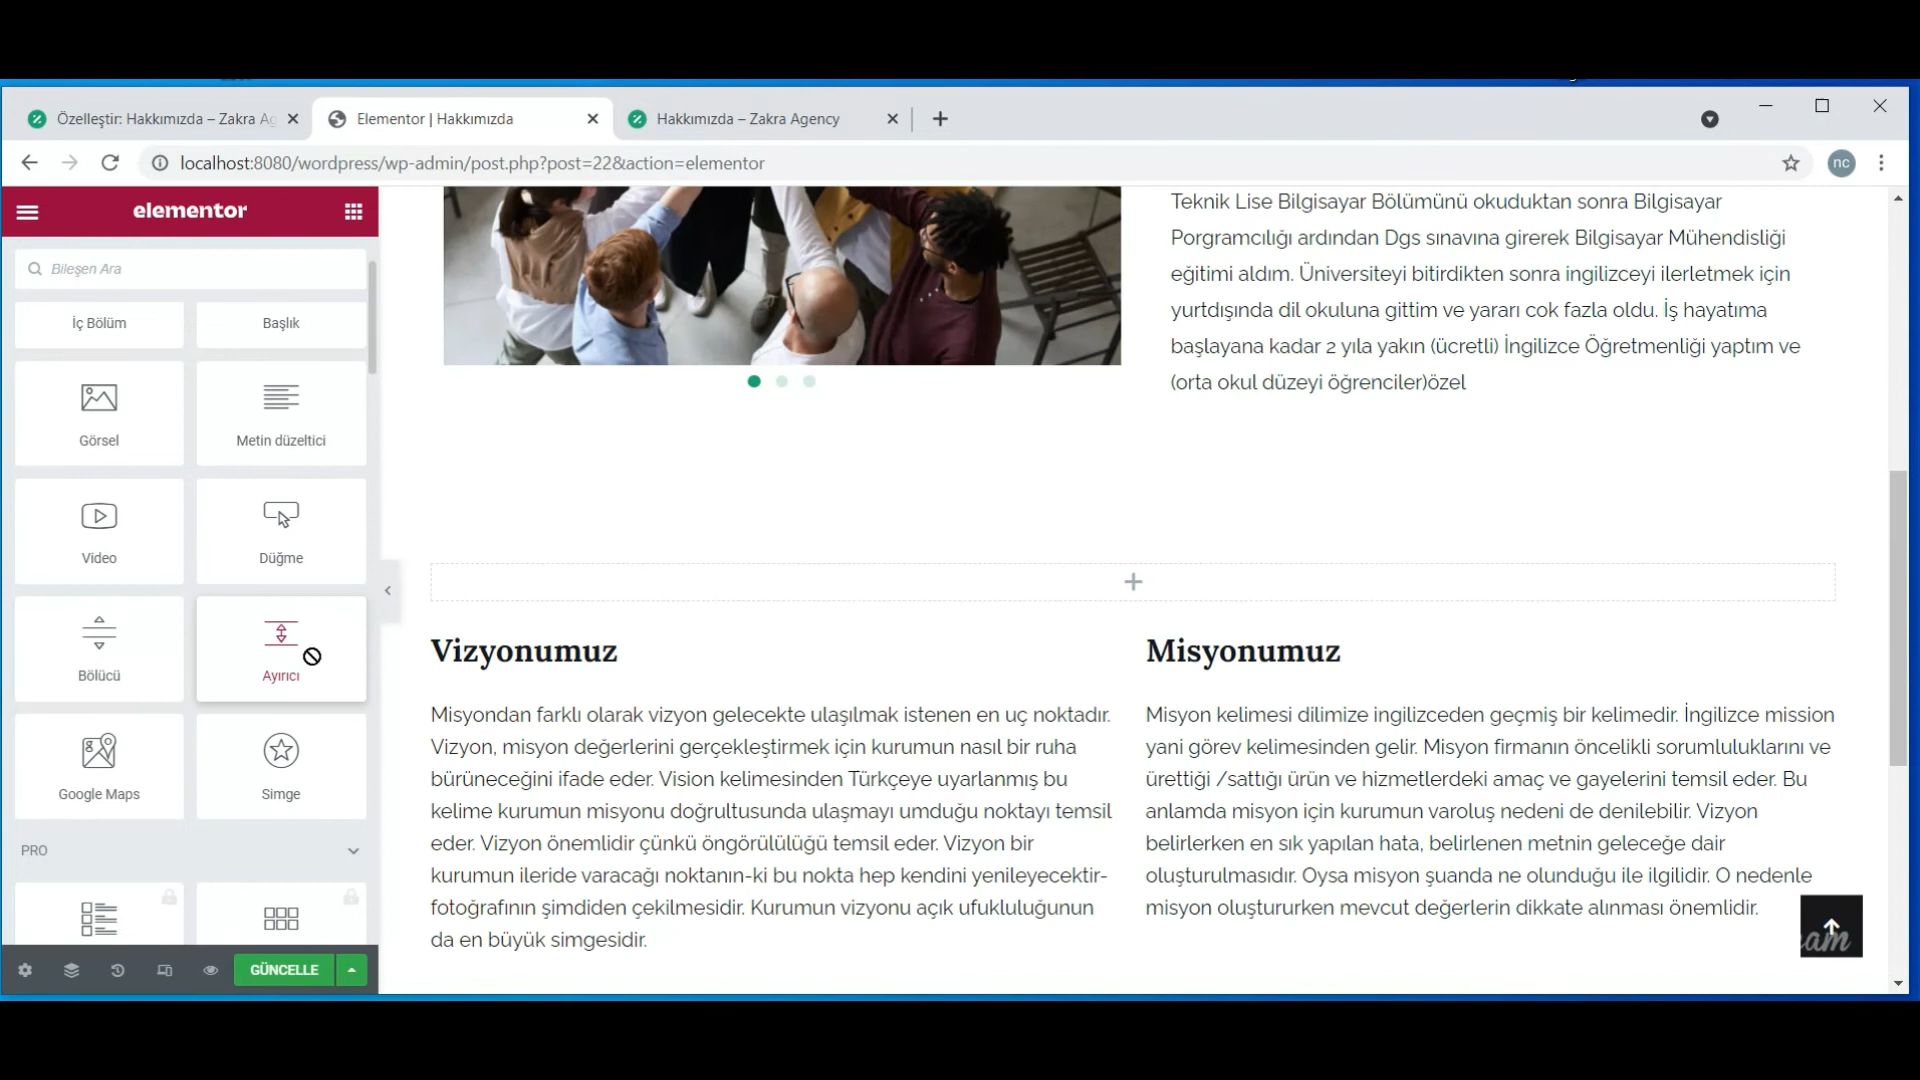 Özelleştir: Hakkımızda – Zakra Ag
Elementor | Hakkımızda
Hakkımızda – Zakra Agency
localhost:8080/wordpress/wp-admin/post.php?post=22&action=elementor
nc
elementor
Bileşen Ara
İç Bölüm
Başlık
Görsel
Metin düzeltici
Video
Düğme
Bölücü
Ayırıcı
Google Maps
Simge
PRO
GÜNCELLE
Teknik Lise Bilgisayar Bölümünü okuduktan sonra Bilgisayar
Porgramcılığı ardından Dgs sınavına girerek Bilgisayar Mühendisliği
eğitimi aldım. Üniversiteyi bitirdikten sonra ingilizceyi ilerletmek için
yurtdışında dil okuluna gittim ve yararı cok fazla oldu. İş hayatıma
başlayana kadar 2 yıla yakın (ücretli) İngilizce Öğretmenliği yaptım ve
(orta okul düzeyi öğrenciler)özel
Vizyonumuz
Misyondan farklı olarak vizyon gelecekte ulaşılmak istenen en uç noktadır.
Vizyon, misyon değerlerini gerçekleştirmek için kurumun nasıl bir ruha
bürüneceğini ifade eder. Vision kelimesinden Türkçeye uyarlanmış bu
kelime kurumun misyonu doğrultusunda ulaşmayı umduğu noktayı temsil
eder. Vizyon önemlidir çünkü öngörülülüğü temsil eder. Vizyon bir
kurumun ileride varacağı noktanın-ki bu nokta hep kendini yenileyecektir-
fotoğrafının şimdiden çekilmesidir. Kurumun vizyonu açık ufukluluğunun
da en büyük simgesidir.
Misyonumuz
Misyon kelimesi dilimize ingilizceden geçmiş bir kelimedir. İngilizce mission
yani görev kelimesinden gelir. Misyon firmanın öncelikli sorumluluklarını ve
ürettiği /sattığı ürün ve hizmetlerdeki amaç ve gayelerini temsil eder. Bu
anlamda misyon için kurumun varoluş nedeni de denilebilir. Vizyon
belirlerken en sık yapılan hata, belirlenen metnin geleceğe dair
oluşturulmasıdır. Oysa misyon şuanda ne olunduğu ile ilgilidir. O nedenle
misyon oluştururken mevcut değerlerin dikkate alınması önemlidir.